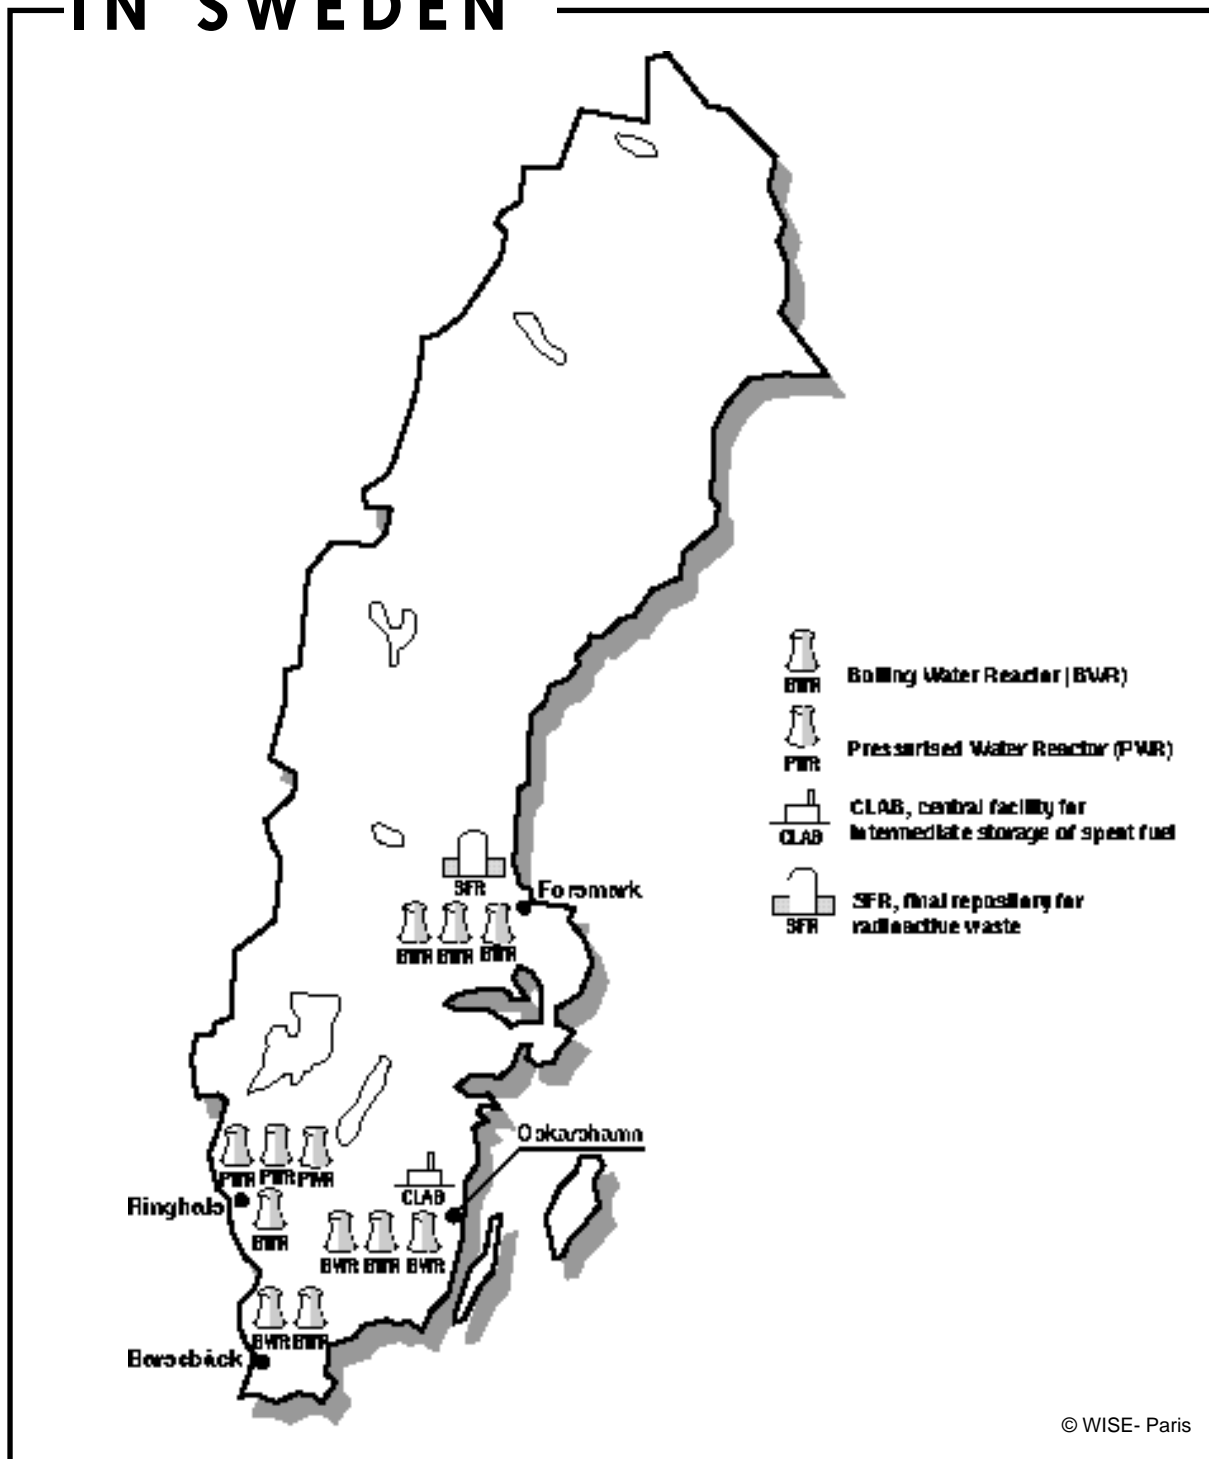 IN SWEDEN
BWR
Boiling Water Reactor (BWR)
PWR
Pressurised Water Reactor (PWR)
CLAB, central facility for
CLAB
intermediate storage of spent fuel
SFR, final repository for
SFR
radioactive waste
SFR
Forsmark
BWR BWR BWR
Oskarshamn
PWR PWR PWR
CLAB
Ringhals
BWR
BWR BWR BWR
BWR BWR
Barsebäck
© WISE- Paris